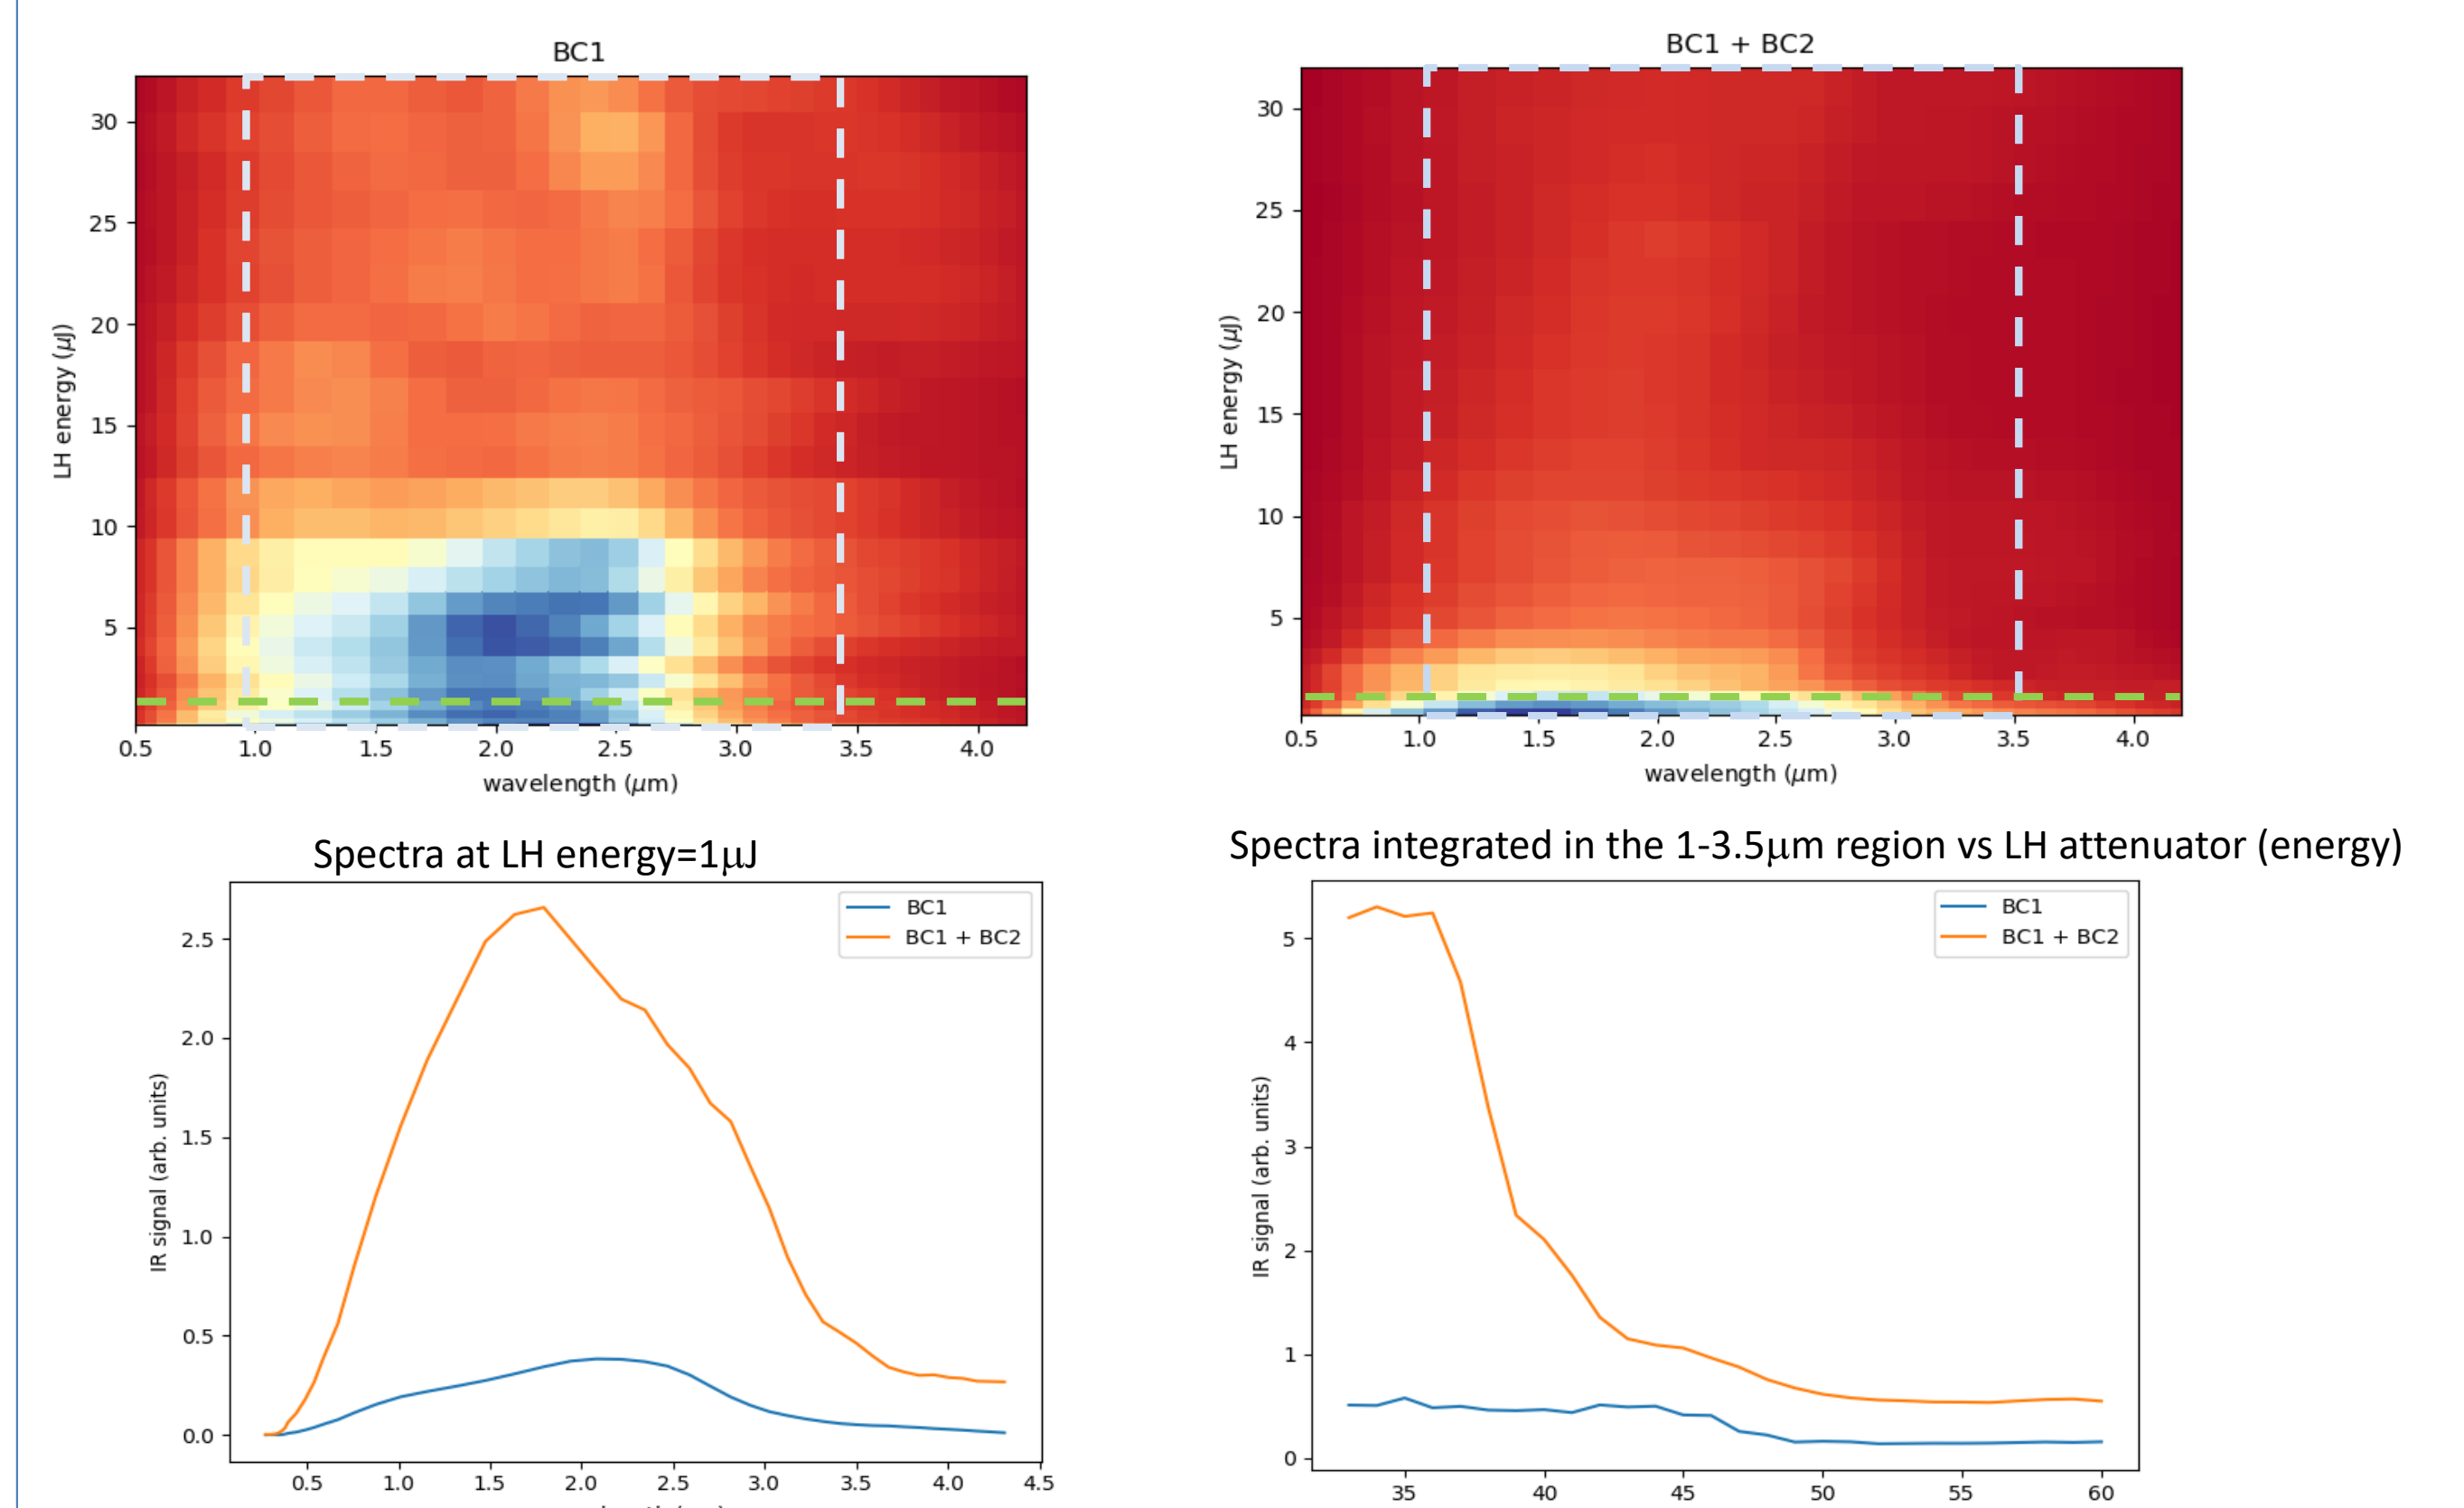 BC1
30
25
20
15
10
5
LH energy (μJ)
0.5 1.0 1.5 2.0 2.5 3.0 3.5 4.0
wavelength (μm)
BC1 + BC2
30
25
20
15
10
5
LH energy (μJ)
0.5 1.0 1.5 2.0 2.5 3.0 3.5 4.0
wavelength (μm)
Spectra at LH energy=1μJ
BC1
BC1 + BC2
2.5
2.0
1.5
1.0
0.5
0.0
IR signal (arb. units)
0.5 1.0 1.5 2.0 2.5 3.0 3.5 4.0 4.5
Spectra integrated in the 1-3.5μm region vs LH attenuator (energy)
BC1
BC1 + BC2
5
4
3
2
1
0
IR signal (arb. units)
35 40 45 50 55 60